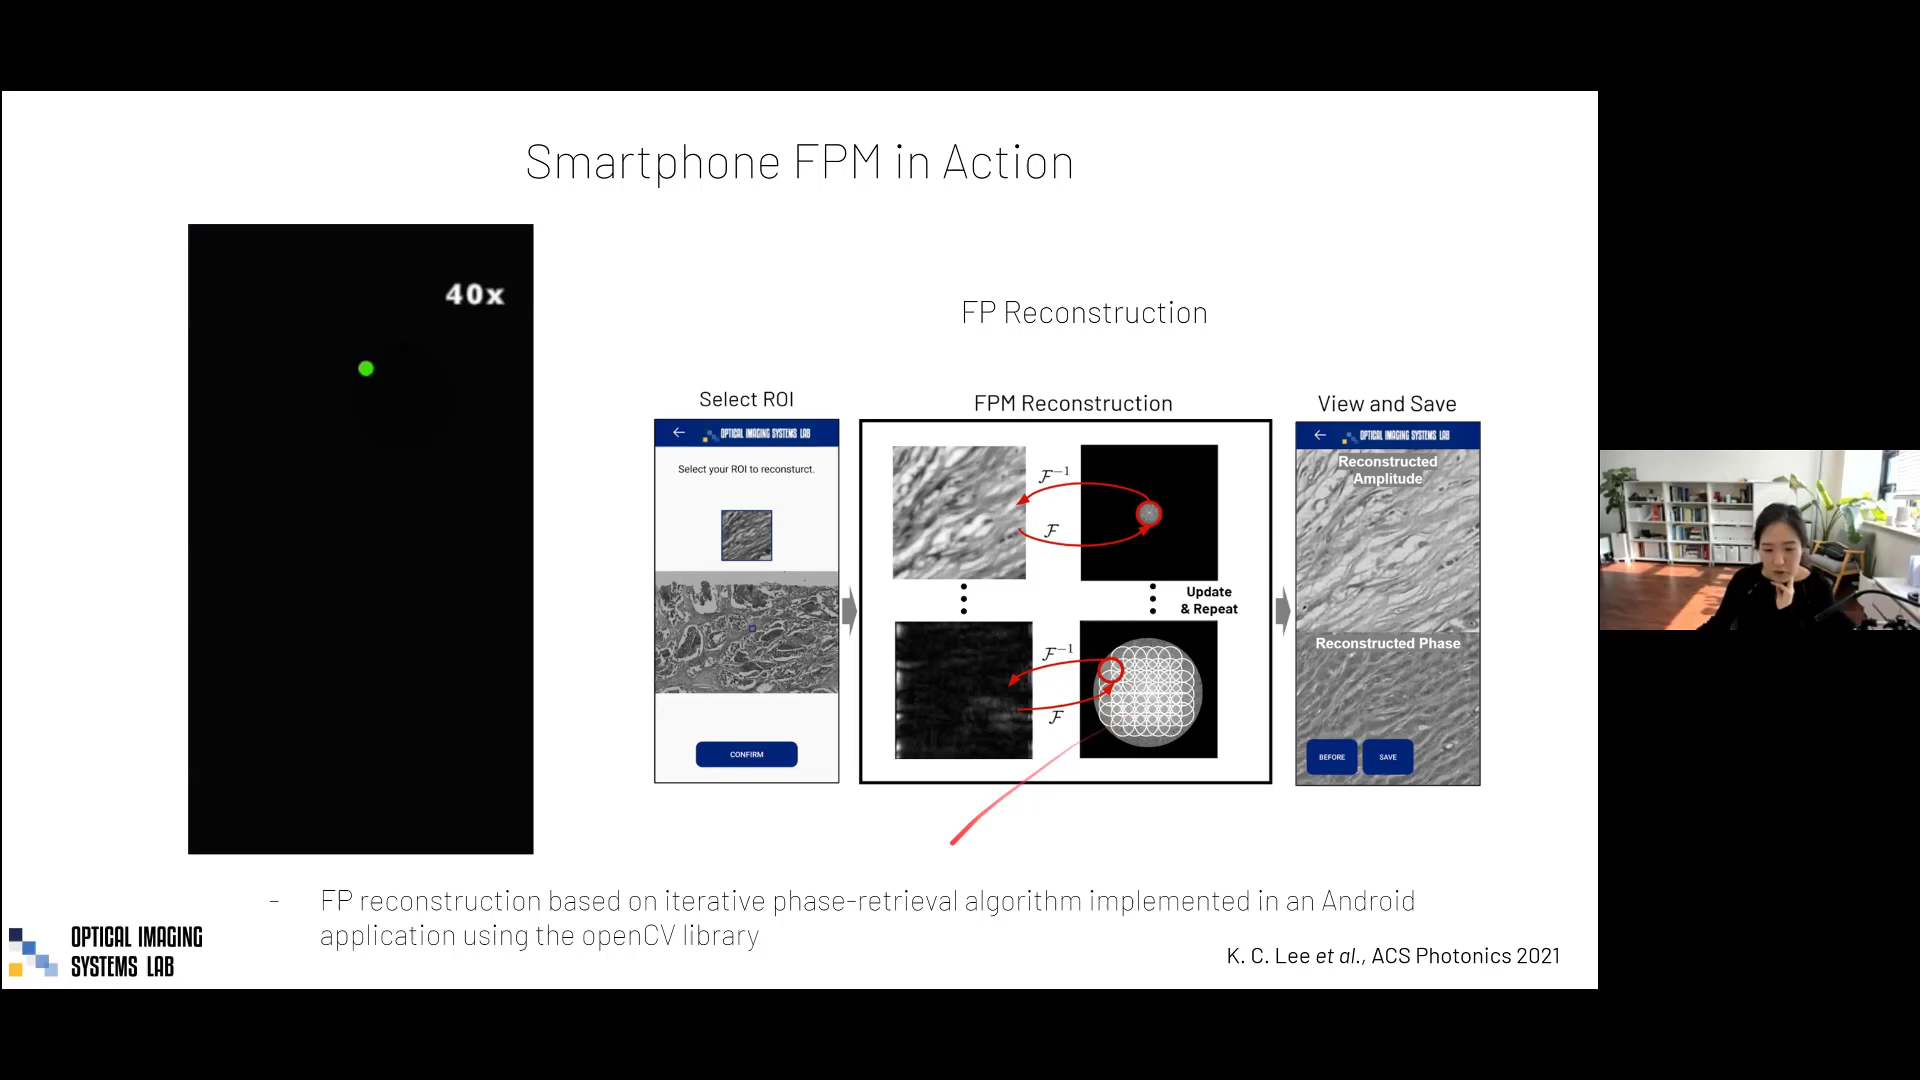 Smartphone FPM in Action
40x
FP Reconstruction
Select ROI
OPTICAL IMAGING SYSTEMS LAB
Select your ROI to reconsturct.
CONFIRM
FPM Reconstruction
F⁻¹
F
Update
& Repeat
F⁻¹
F
View and Save
OPTICAL IMAGING SYSTEMS LAB
Reconstructed
Amplitude
Reconstructed Phase
BEFORE
SAVE
- FP reconstruction based on iterative phase-retrieval algorithm implemented in an Android
application using the openCV library
OPTICAL IMAGING
SYSTEMS LAB
K. C. Lee et al., ACS Photonics 2021